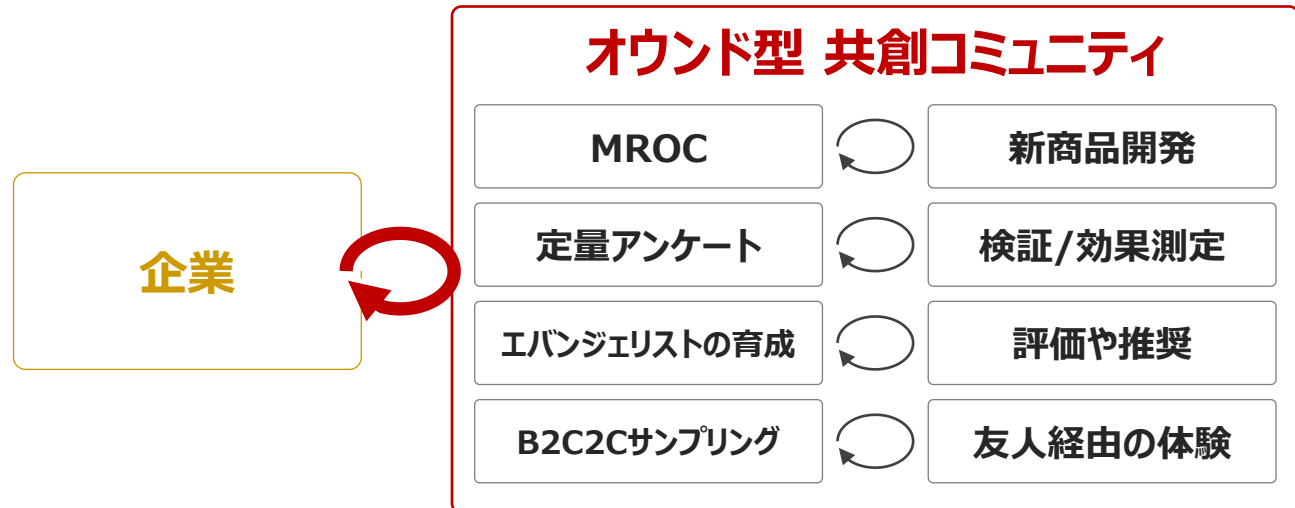 オウンド型 共創コミュニティ
企業
MROC
新商品開発
定量アンケート
検証/効果測定
エバンジェリストの育成
評価や推奨
B2C2Cサンプリング
友人経由の体験